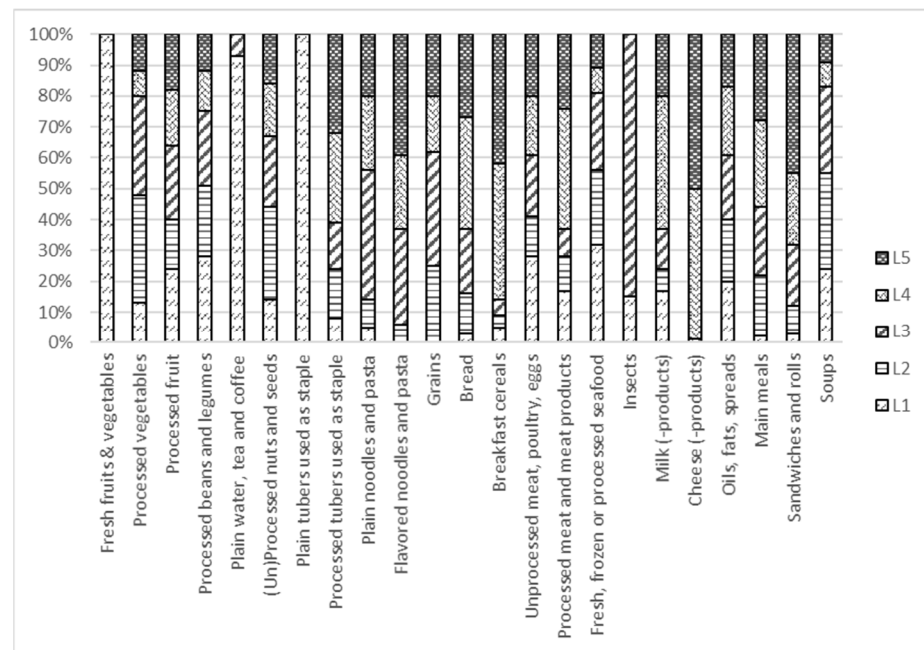 100%
90%
80%
70%
60%
50%
40%
30%
20%
10%
0%
Fresh fruits & vegetables
Processed vegetables
Processed fruit
Processed beans and legumes
Plain water, tea and coffee
(Un)Processed nuts and seeds
Plain tubers used as staple
Processed tubers used as staple
Plain noodles and pasta
Flavored noodles and pasta
Grains
Bread
Breakfast cereals
Unprocessed meat, poultry, eggs
Processed meat and meat products
Fresh, frozen or processed seafood
Insects
Milk (-products)
Cheese (-products)
Oils, fats, spreads
Main meals
Sandwiches and rolls
Soups
L5
L4
L3
L2
L1